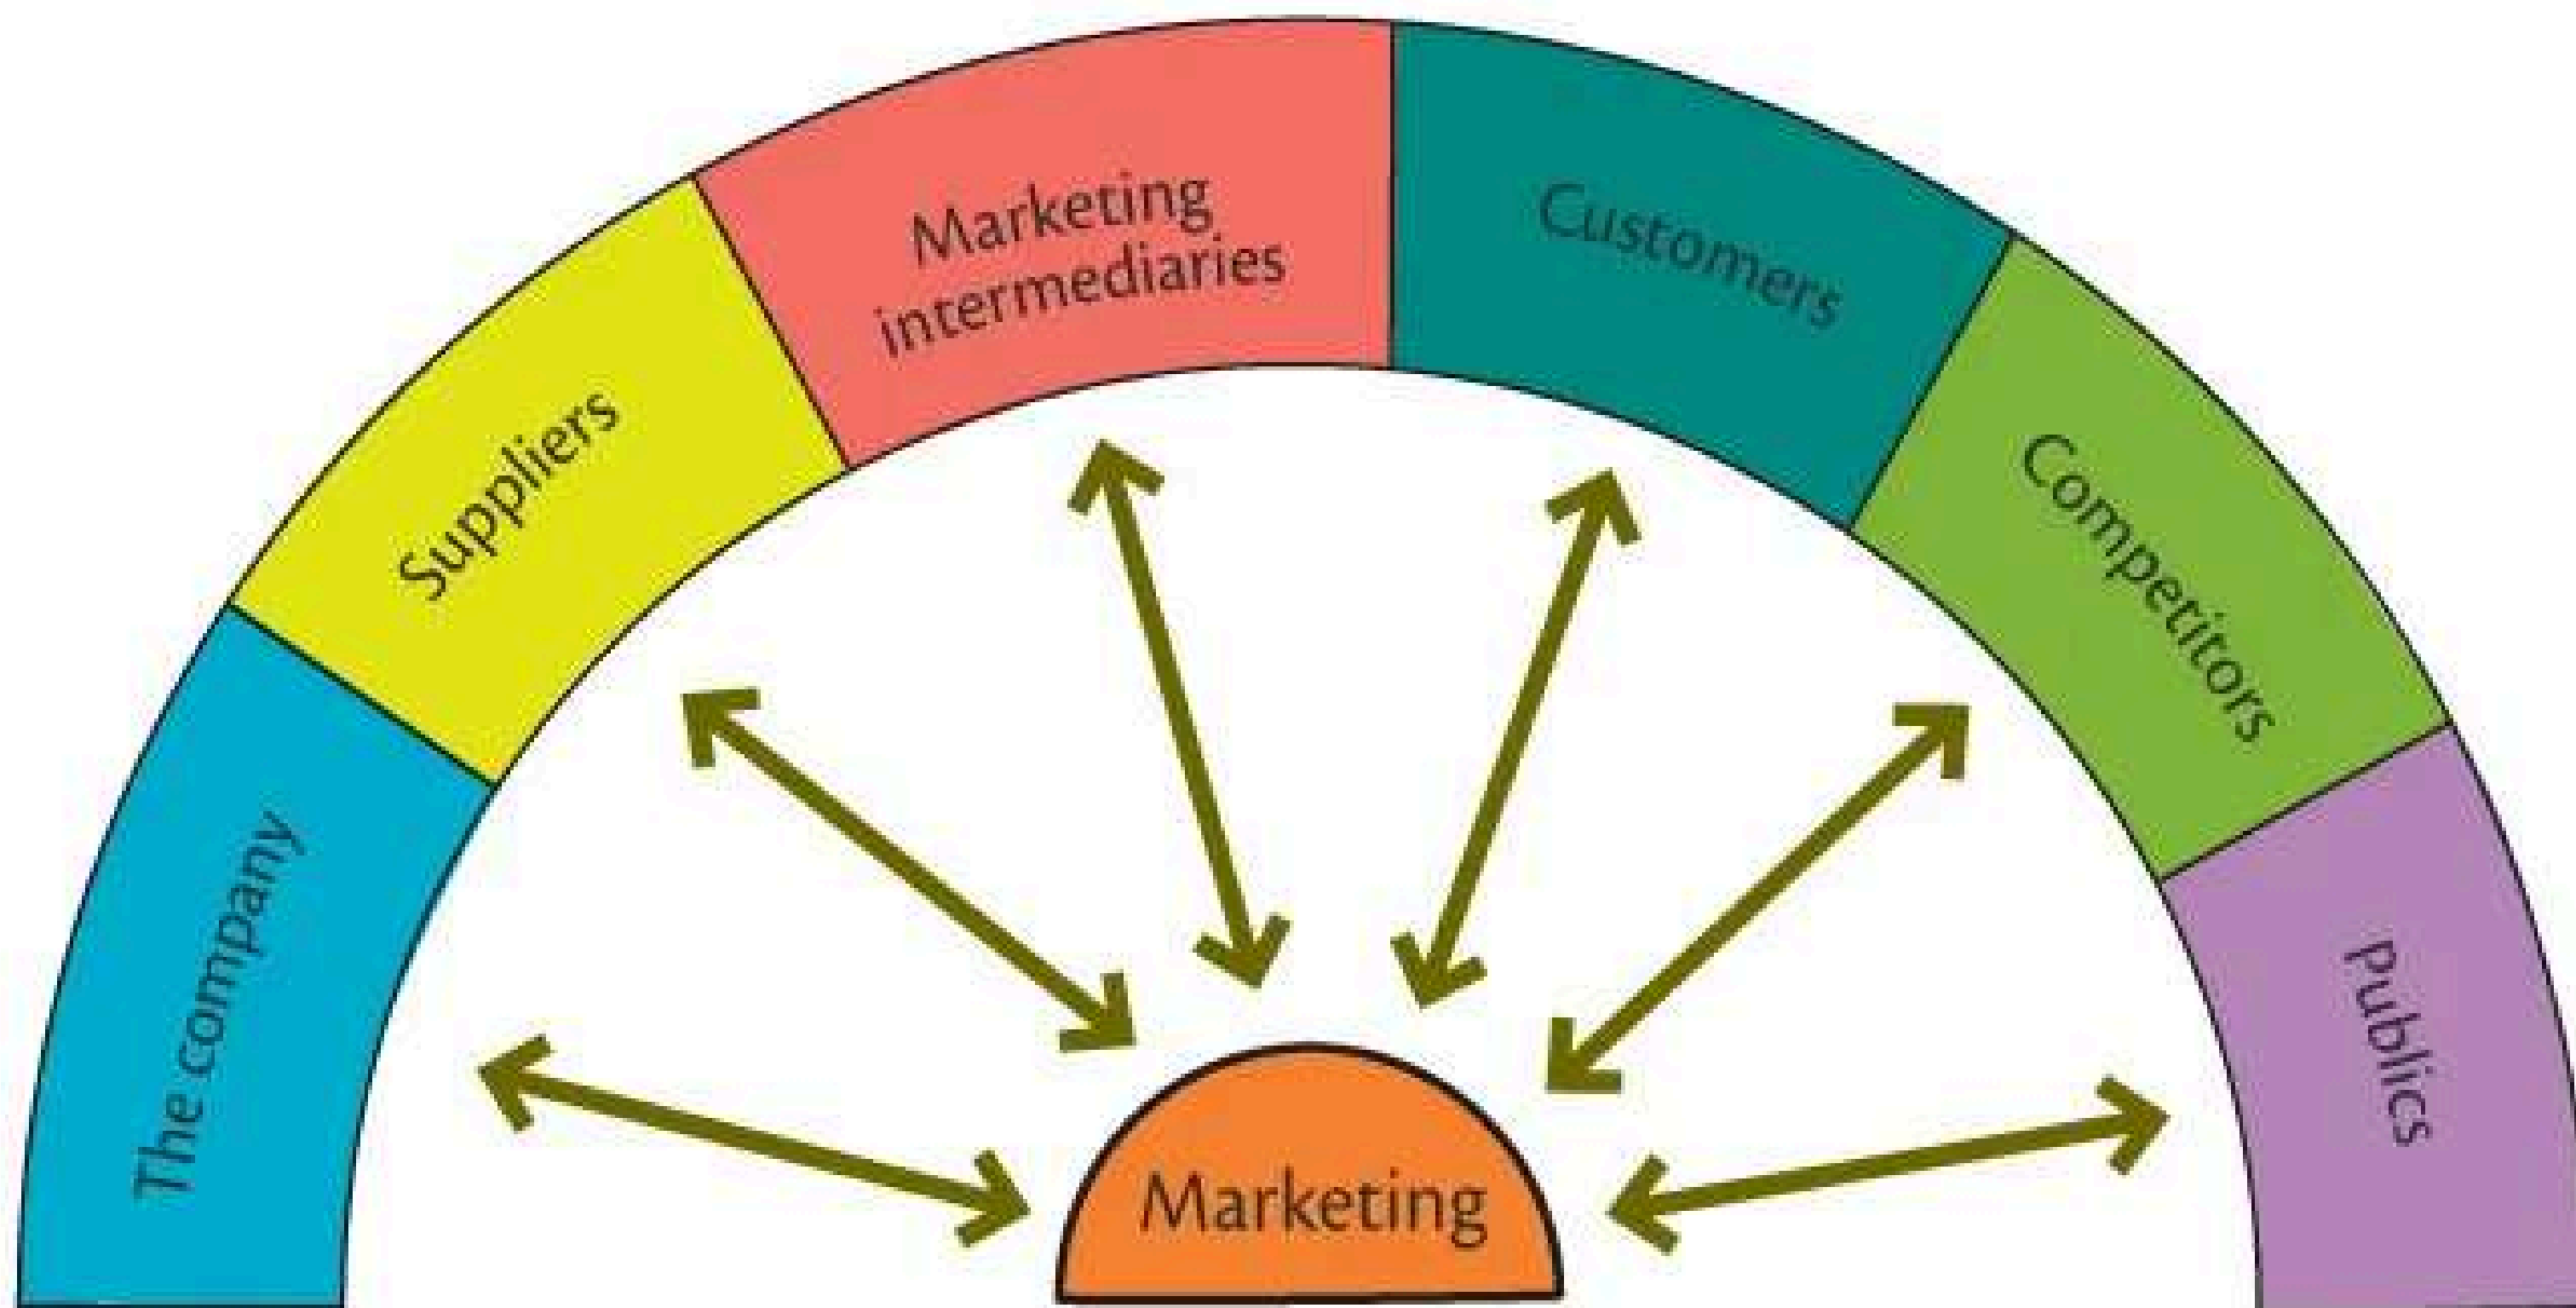 The company
Suppliers
Marketing
intermediaries
Customers
Competitors
Publics
Marketing